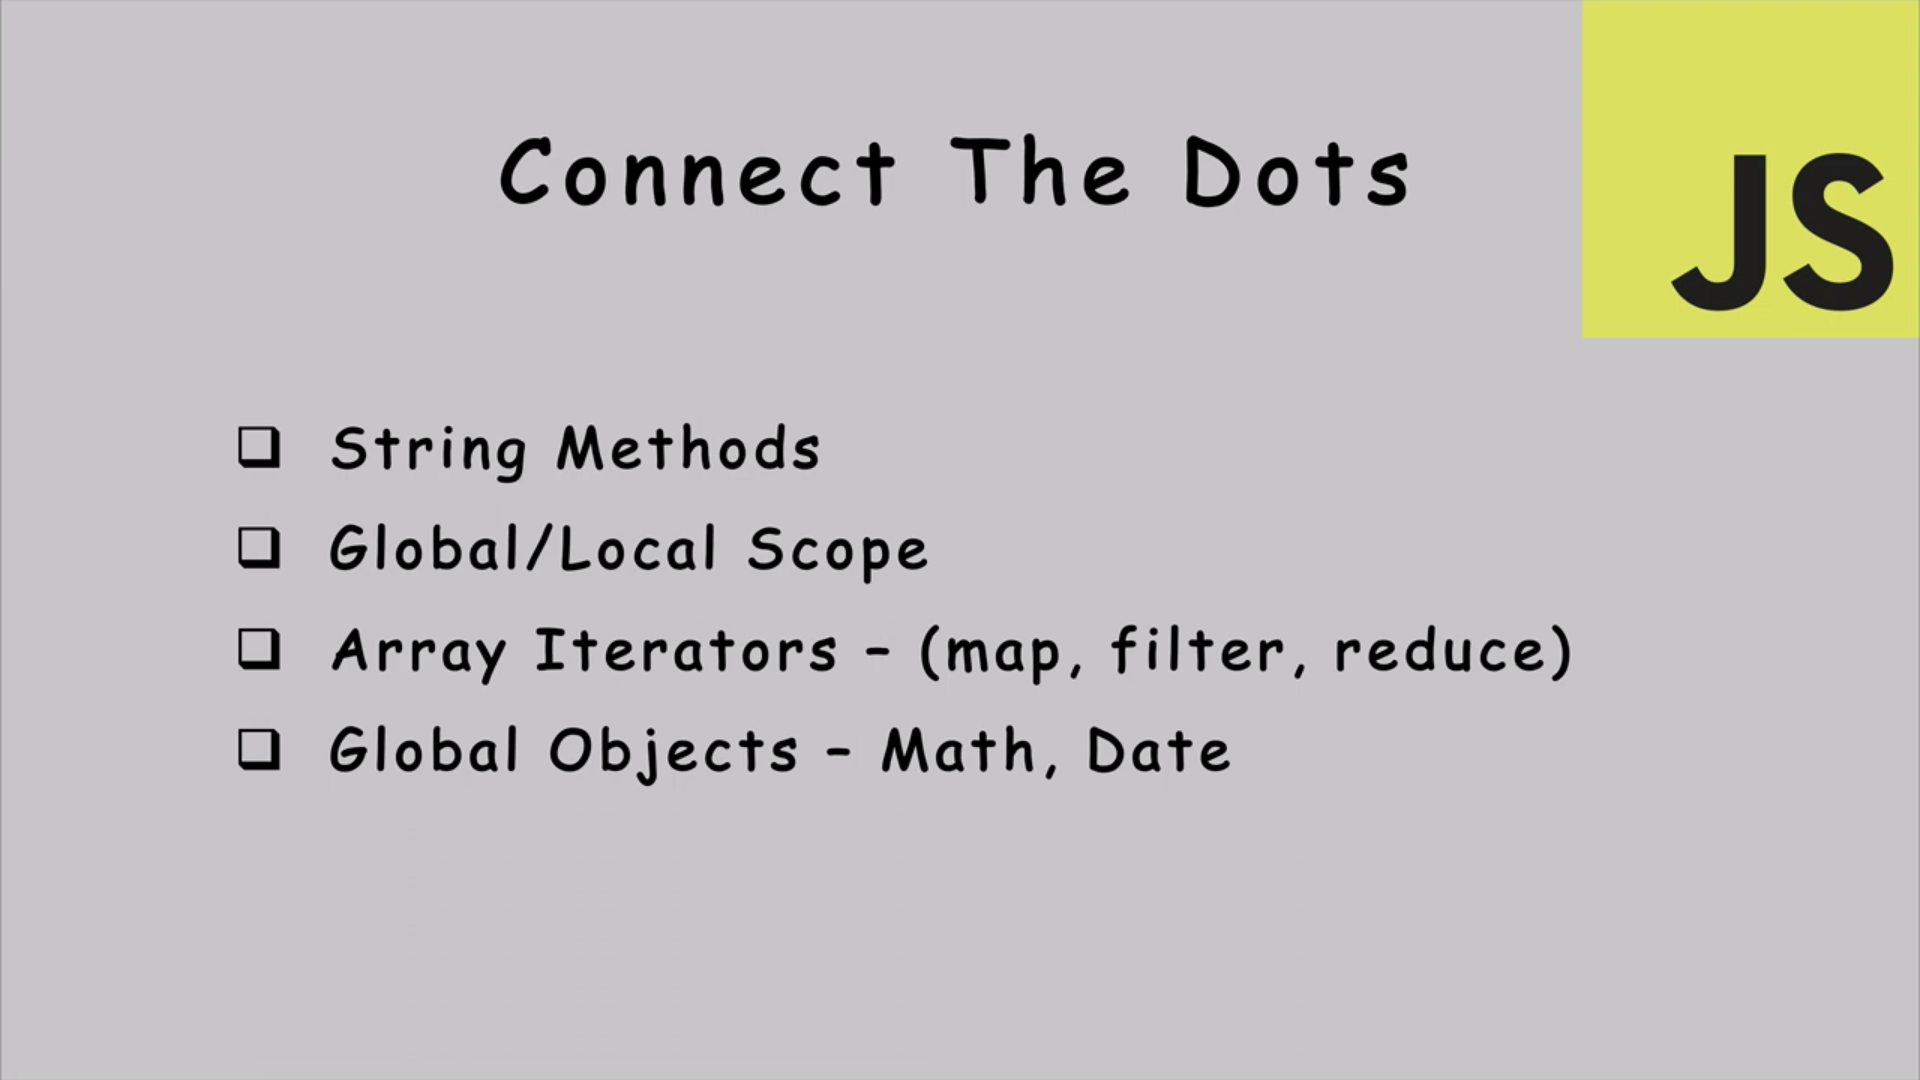 Connect The Dots
JS
String Methods
Global/Local Scope
Array Iterators – (map, filter, reduce)
Global Objects – Math, Date